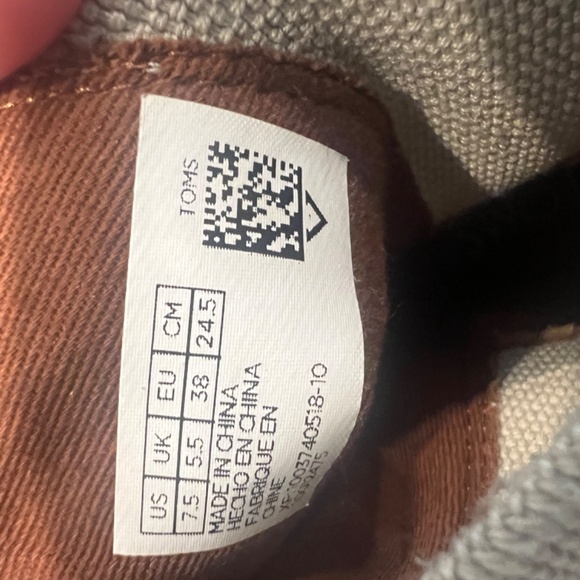 TOMS
US UK EU CM
7.5 5.5 38 24.5
MADE IN CHINA
HECHO EN CHINA
FABRIQUE EN
CHINE